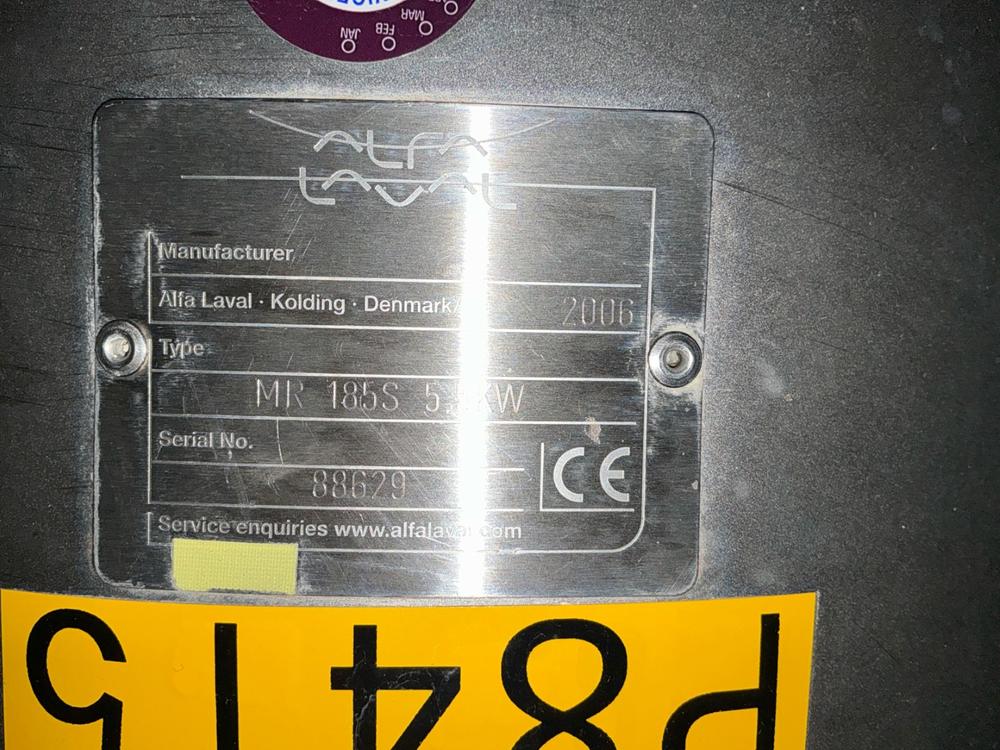 JAN FEB MAR
ALFA
LAVAL
Manufacturer
Alfa Laval · Kolding · Denmark
2006
Type
MR 185S
Serial No.
88629
CE
Service enquiries www.alfalaval.com
P8415